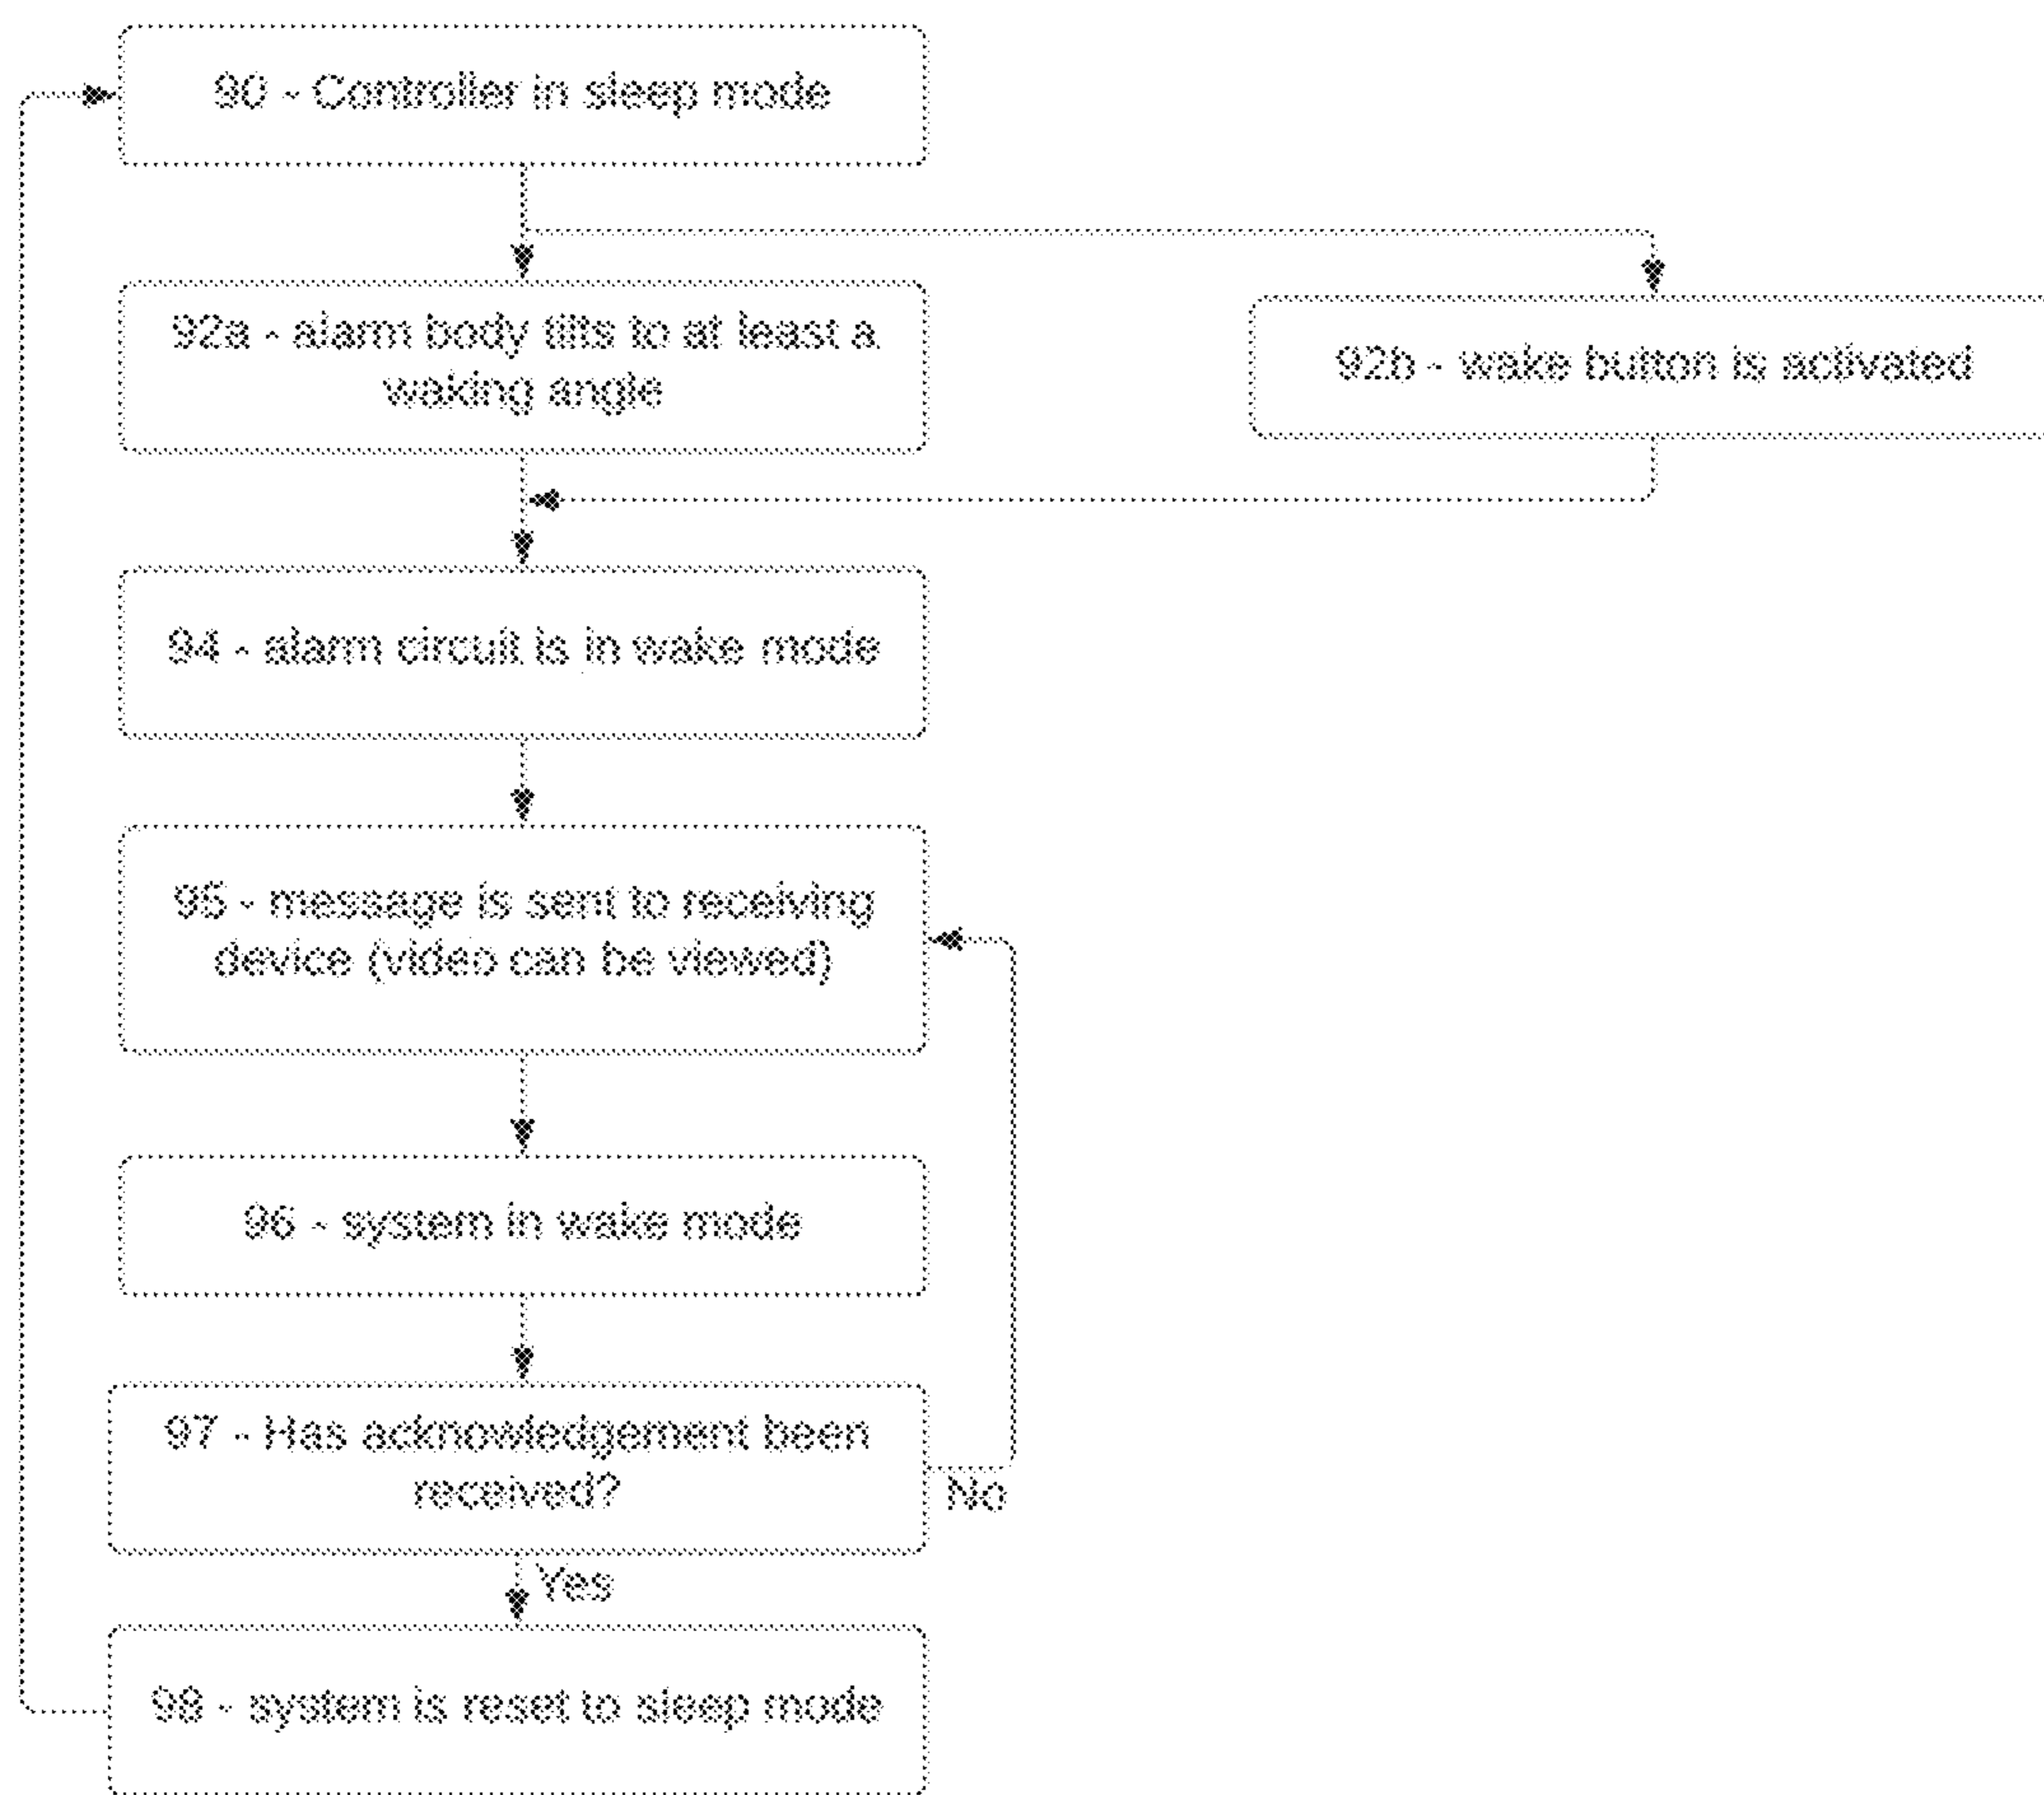 90 - Controller in sleep mode
92a - alarm body tilts to at least a
waking angle
92b - wake button is activated
94 - alarm circuit is in wake mode
95 - message is sent to receiving
device (video can be viewed)
96 - system in wake mode
97 - Has acknowledgement been
received?
No
Yes
98 - system is reset to sleep mode